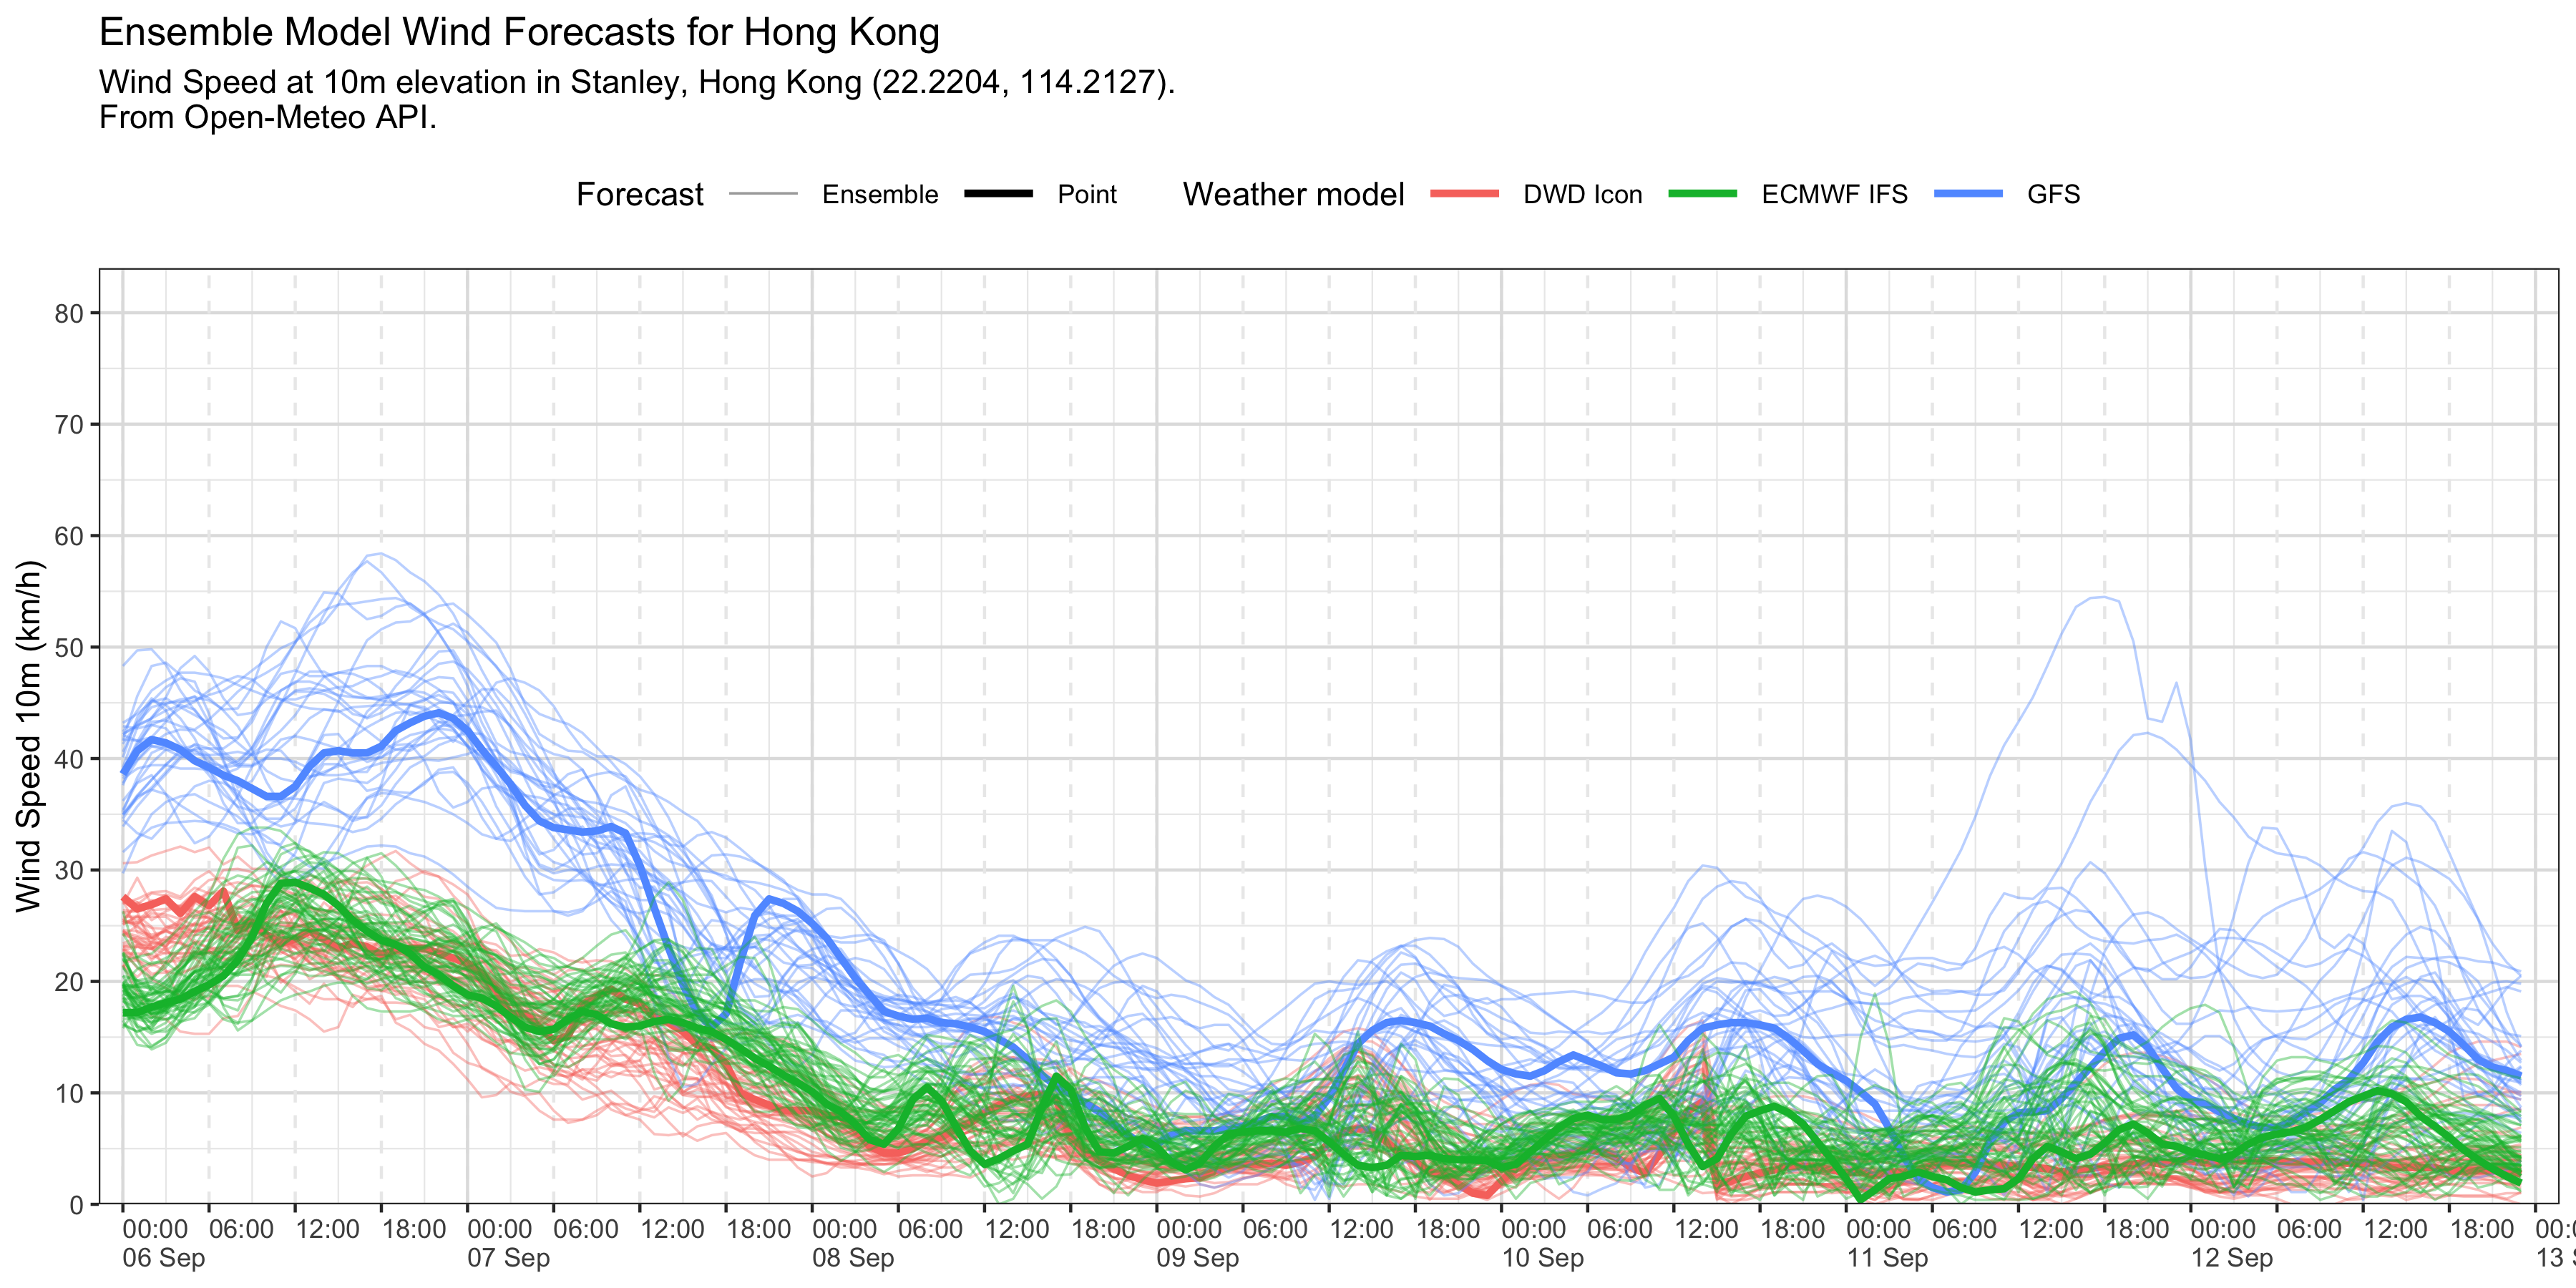 Ensemble Model Wind Forecasts for Hong Kong
Wind Speed at 10m elevation in Stanley, Hong Kong (22.2204, 114.2127).
From Open-Meteo API.
Forecast Ensemble Point Weather model DWD Icon ECMWF IFS GFS
Wind Speed 10m (km/h)
80
70
60
50
40
30
20
10
0
00:00 06:00 12:00 18:00 00:00 06:00 12:00 18:00 00:00 06:00 12:00 18:00 00:00 06:00 12:00 18:00 00:00 06:00 12:00 18:00 00:00 06:00 12:00 18:00 00:00 06:00 12:00 18:00 00:0
06 Sep 07 Sep 08 Sep 09 Sep 10 Sep 11 Sep 12 Sep 13